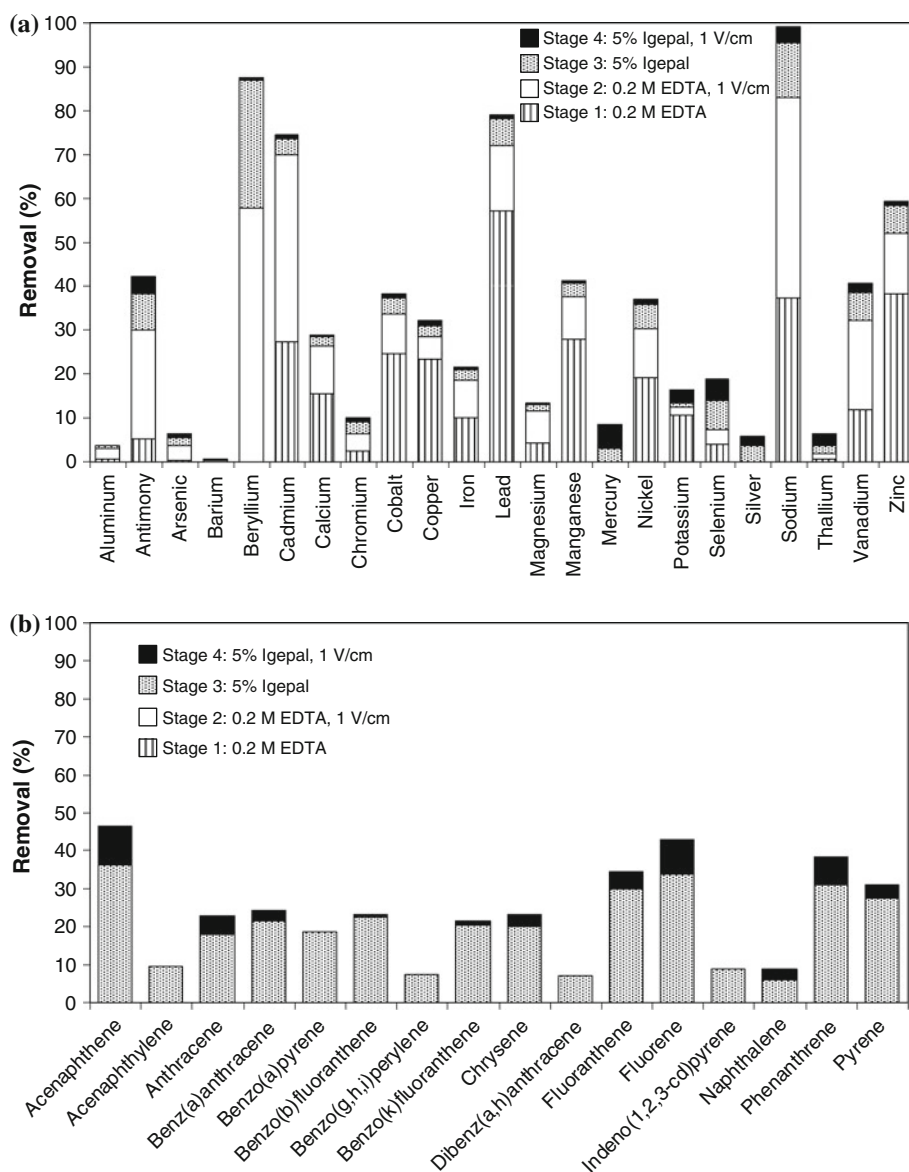 (a)
Removal (%)
100
90
80
70
60
50
40
30
20
10
0
Stage 4: 5% Igepal, 1 V/cm
Stage 3: 5% Igepal
Stage 2: 0.2 M EDTA, 1 V/cm
Stage 1: 0.2 M EDTA
Aluminum
Antimony
Arsenic
Barium
Beryllium
Cadmium
Calcium
Chromium
Cobalt
Copper
Iron
Lead
Magnesium
Manganese
Mercury
Nickel
Potassium
Selenium
Silver
Sodium
Thallium
Vanadium
Zinc
(b)
Removal (%)
100
90
80
70
60
50
40
30
20
10
0
Stage 4: 5% Igepal, 1 V/cm
Stage 3: 5% Igepal
Stage 2: 0.2 M EDTA, 1 V/cm
Stage 1: 0.2 M EDTA
Acenaphthene
Acenaphthylene
Anthracene
Benz(a)anthracene
Benzo(a)pyrene
Benzo(b)fluoranthene
Benzo(g,h,i)perylene
Benzo(k)fluoranthene
Chrysene
Dibenz(a,h)anthracene
Fluoranthene
Fluorene
Indeno(1,2,3-cd)pyrene
Naphthalene
Phenanthrene
Pyrene